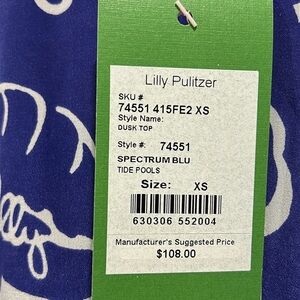 Lilly Pulitzer
SKU #
74551 415FE2 XS
Style Name:
DUSK TOP
Style #: 74551
SPECTRUM BLU
TIDE POOLS
Size: XS
630306 552004
Manufacturer's Suggested Price
$108.00